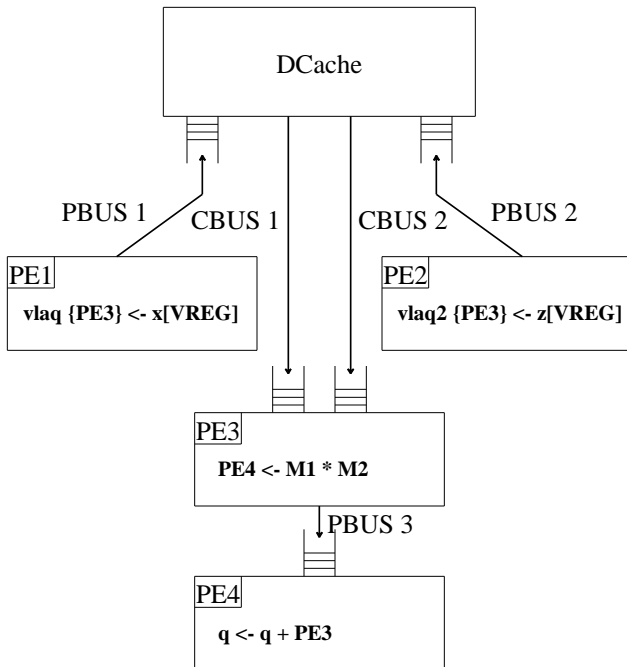 DCache
PBUS 1
CBUS 1
CBUS 2
PBUS 2
PE1
vlaq {PE3} <- x[VREG]
PE2
vlaq2 {PE3} <- z[VREG]
PE3
PE4 <- M1 * M2
PBUS 3
PE4
q <- q + PE3